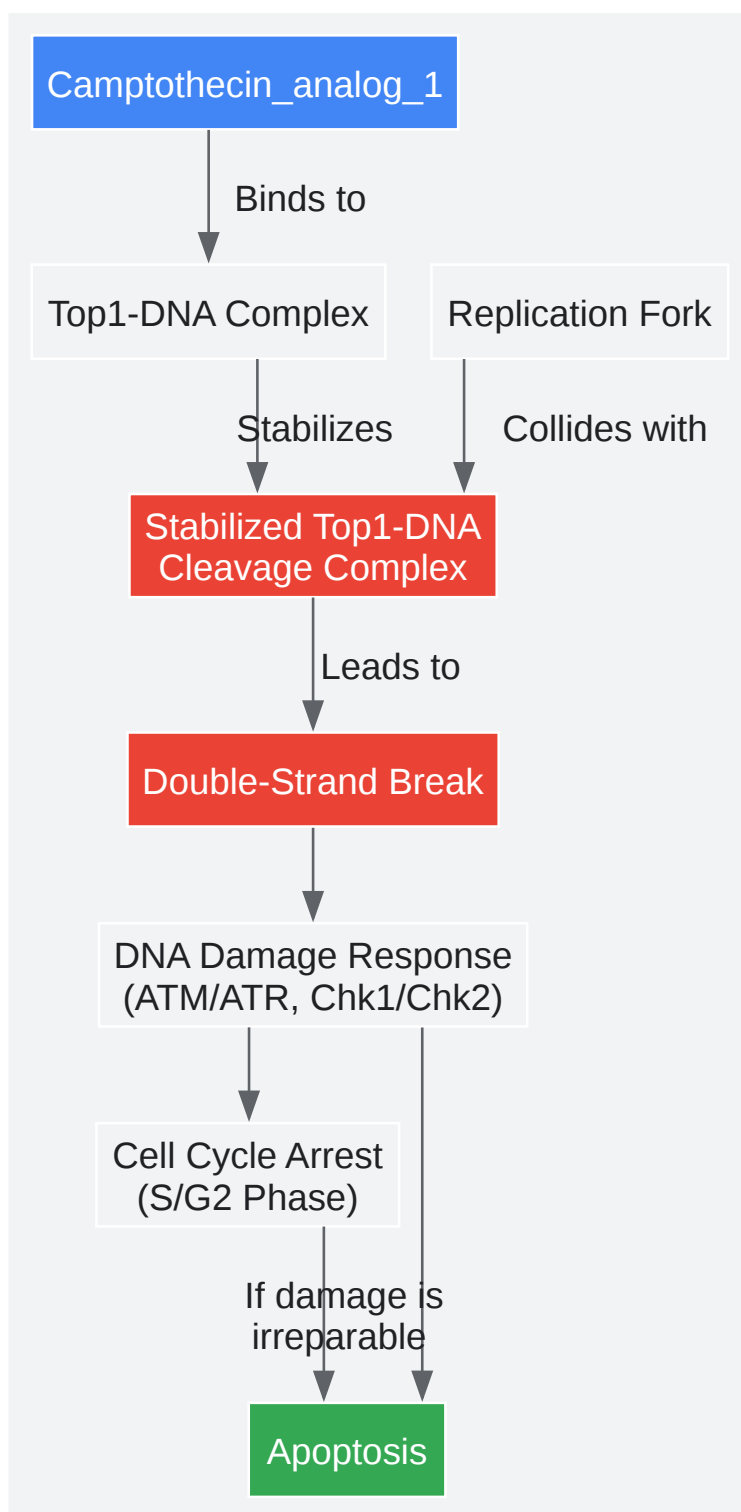 Camptothecin_analog_1
Binds to
Top1-DNA Complex
Replication Fork
Stabilizes
Collides with
Stabilized Top1-DNA
Cleavage Complex
Leads to
Double-Strand Break
DNA Damage Response
(ATM/ATR, Chk1/Chk2)
Cell Cycle Arrest
(S/G2 Phase)
If damage is
irreparable
Apoptosis